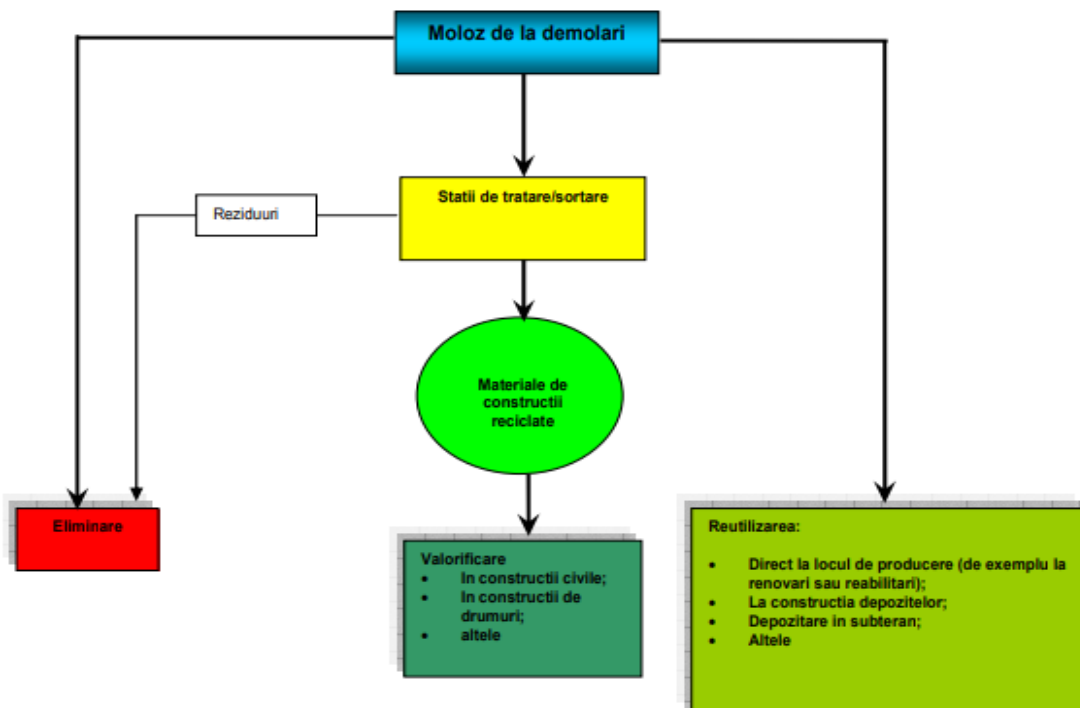 Moloz de la demolari
Statii de tratare/sortare
Reziduuri
Materiale de
constructii
reciclate
Eliminare
Valorificare
• In constructii civile;
• In constructii de
drumuri;
• altele
Reutilizarea:
• Direct la locul de producere (de exemplu la
renovari sau reabilitari);
• La constructia depozitelor;
• Depozitare in subteran;
• Altele